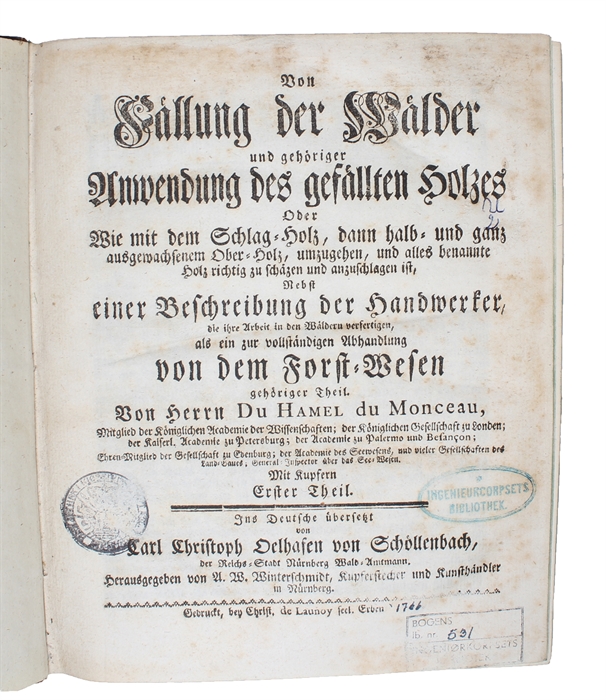 Von
Fällung der Wälder
und gehöriger
Anwendung des gefällten Holzes
Oder
Wie mit dem Schlag-Holz, dann halb- und ganz
ausgewachsenem Ober-Holz, umzugehen, und alles benannte
Holz richtig zu schäzen und anzuschlagen ist,
Nebst
einer Beschreibung der Handwerker,
die ihre Arbeit in den Wäldern verfertigen,
als ein zur vollständigen Abhandlung
von dem Forst-Wesen
gehöriger Theil.
Von Herrn DU HAMEL du Monceau,
Mitglied der Königlichen Academie der Wissenschaften; der Königlichen Gesellschaft zu Londen;
der Kaiserl. Academie zu Petersburg; der Academie zu Palermo und Besançon;
Ehren-Mitglied der Gesellschaft zu Edenburg; der Academie des Seewesens, und vieler Gesellschaften des
Land-Baues, General-Inspector über das See-Wesen.
Mit Kupfern
Erster Theil.
INGENIEURCORPSETS
BIBLIOTHEK.
Ins Deutsche übersetzt
von
Carl Christoph Oelhafen von Schöllenbach,
der Reichs-Stadt Nürnberg Wald-Amtmann.
Herausgegeben von A. W. Winterschmidt, Kupferstecher und Kunsthändler
in Nürnberg.
Gedruckt, bey Christ. de Launoy seel. Erben 1766
BOGENS
lb. nr. 531